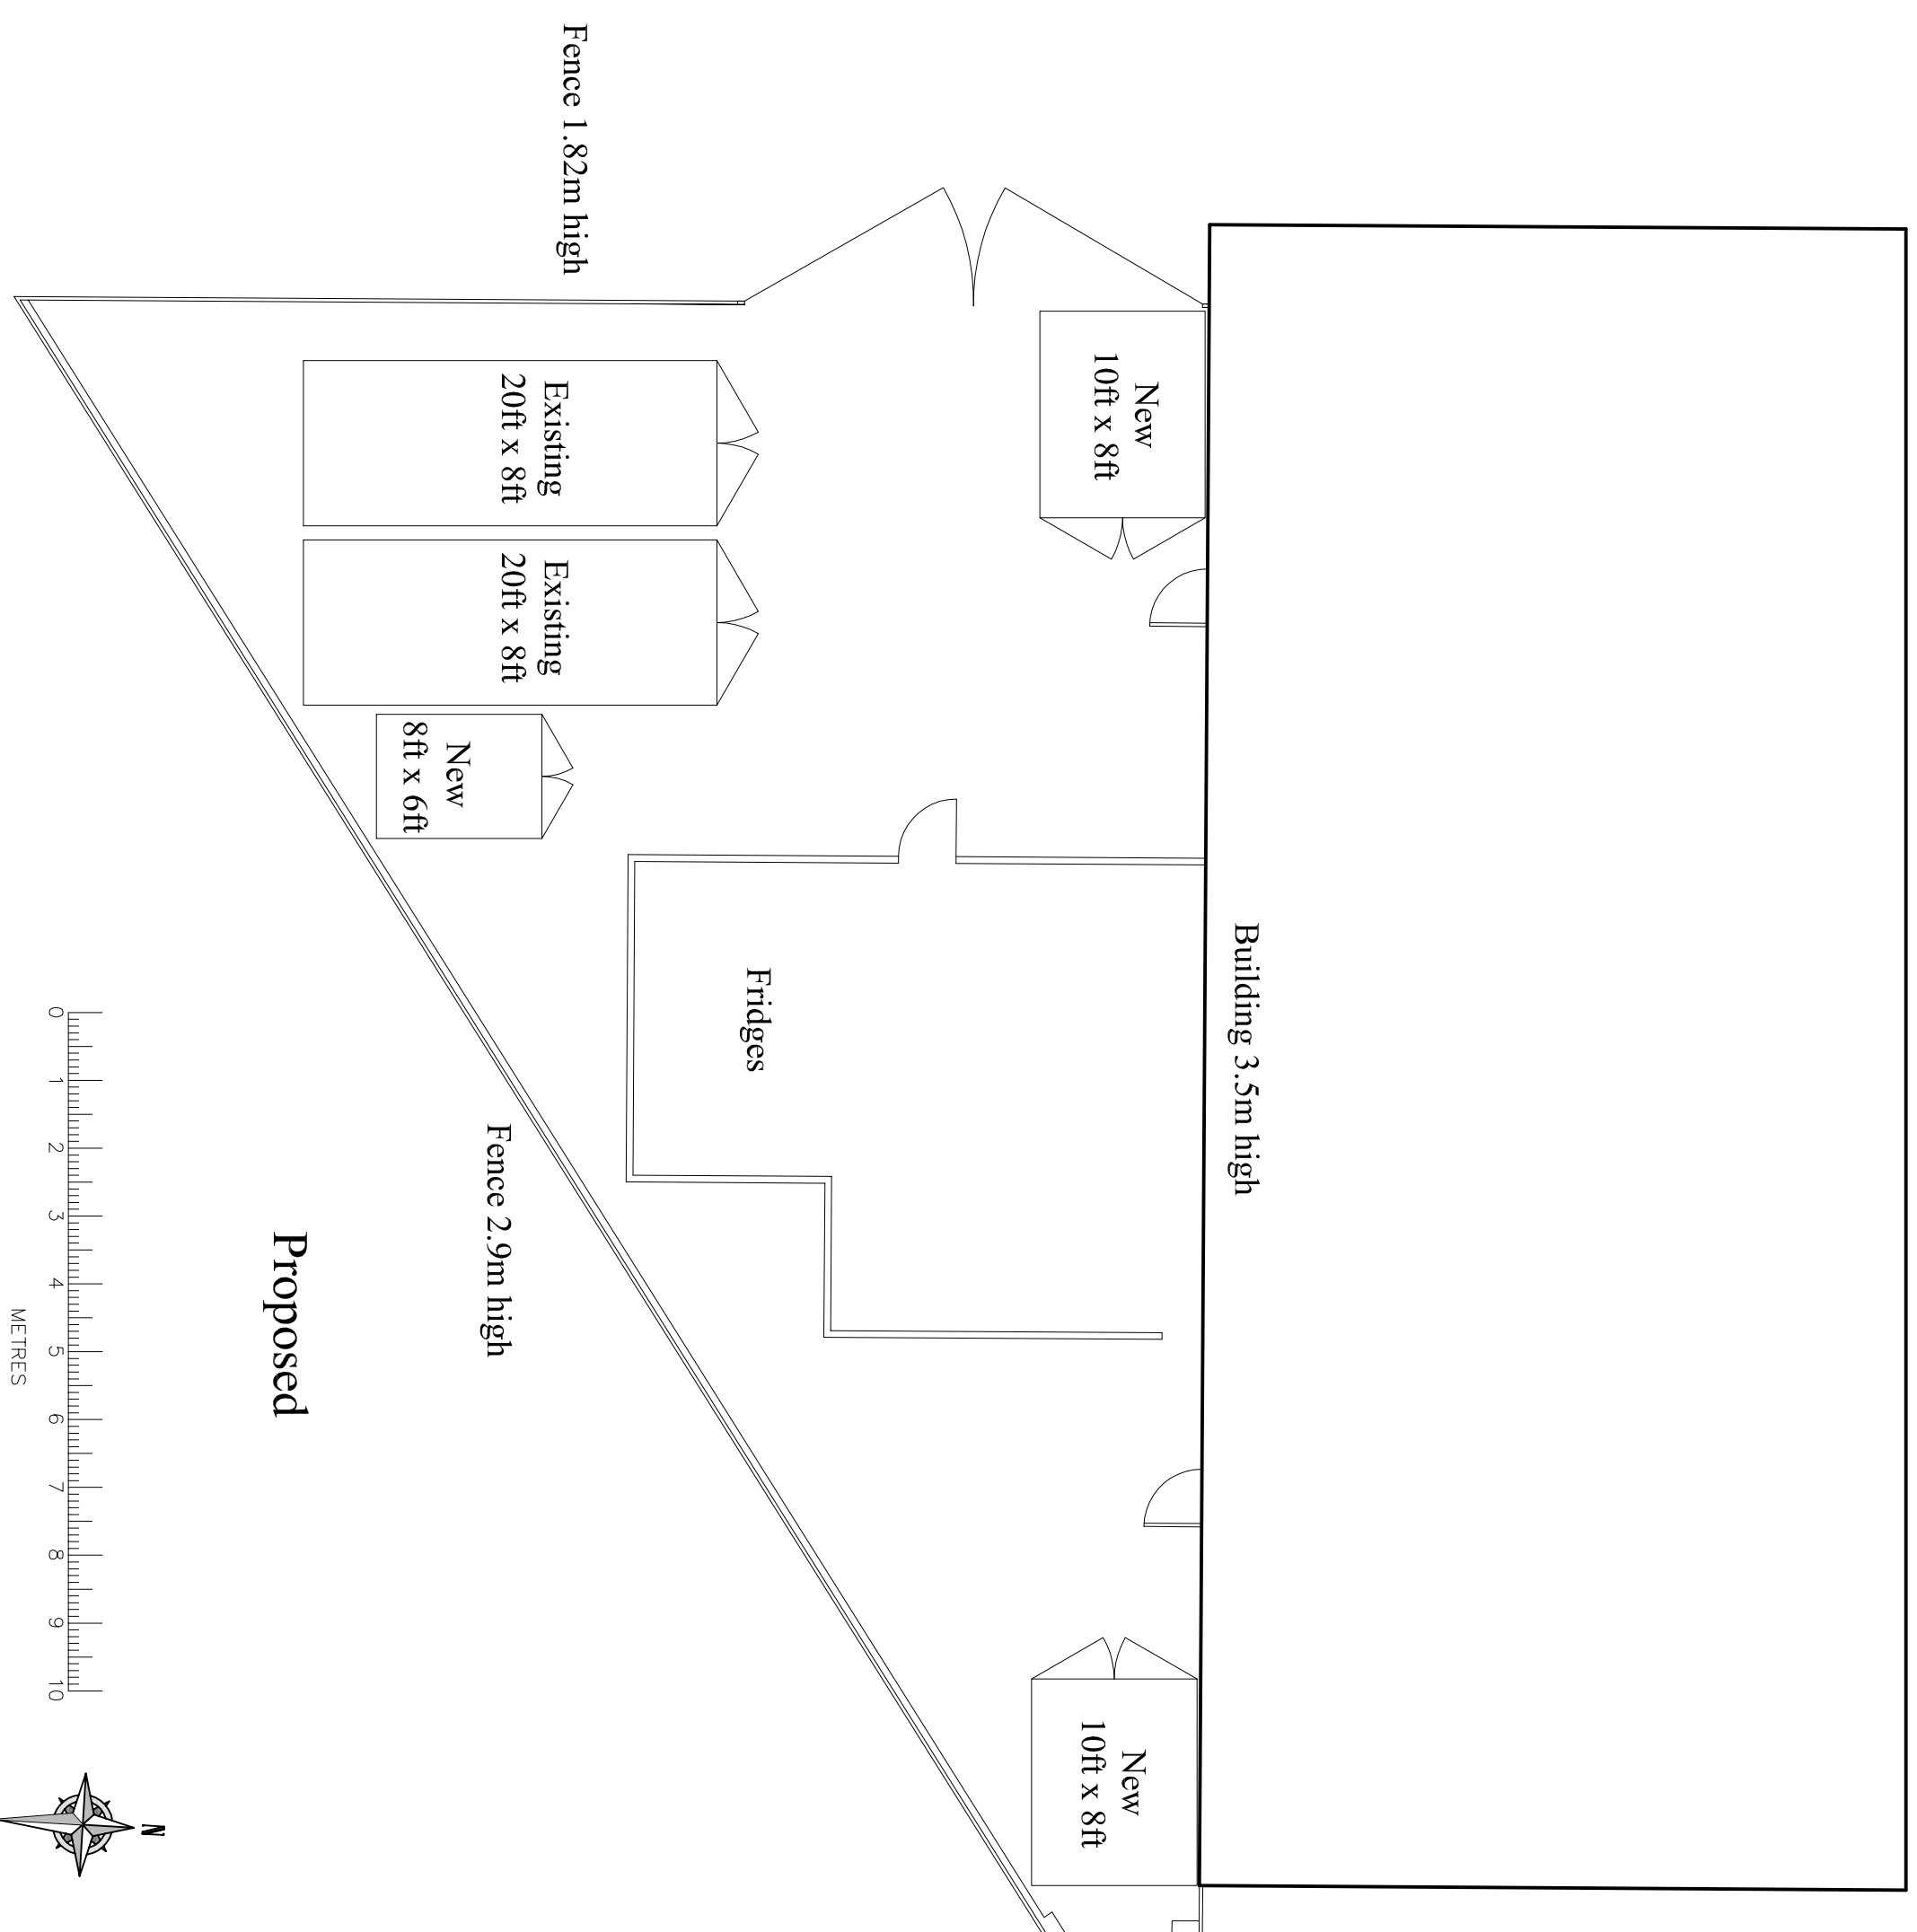 Building 3.5m high
New
10ft x 8ft
New
10ft x 8ft
Fridges
Fence 1.82m high
Existing
20ft x 8ft
Existing
20ft x 8ft
New
8ft x 6ft
Fence 2.9m high
Proposed
0 1 2 3 4 5 6 7 8 9 10
METRES
N